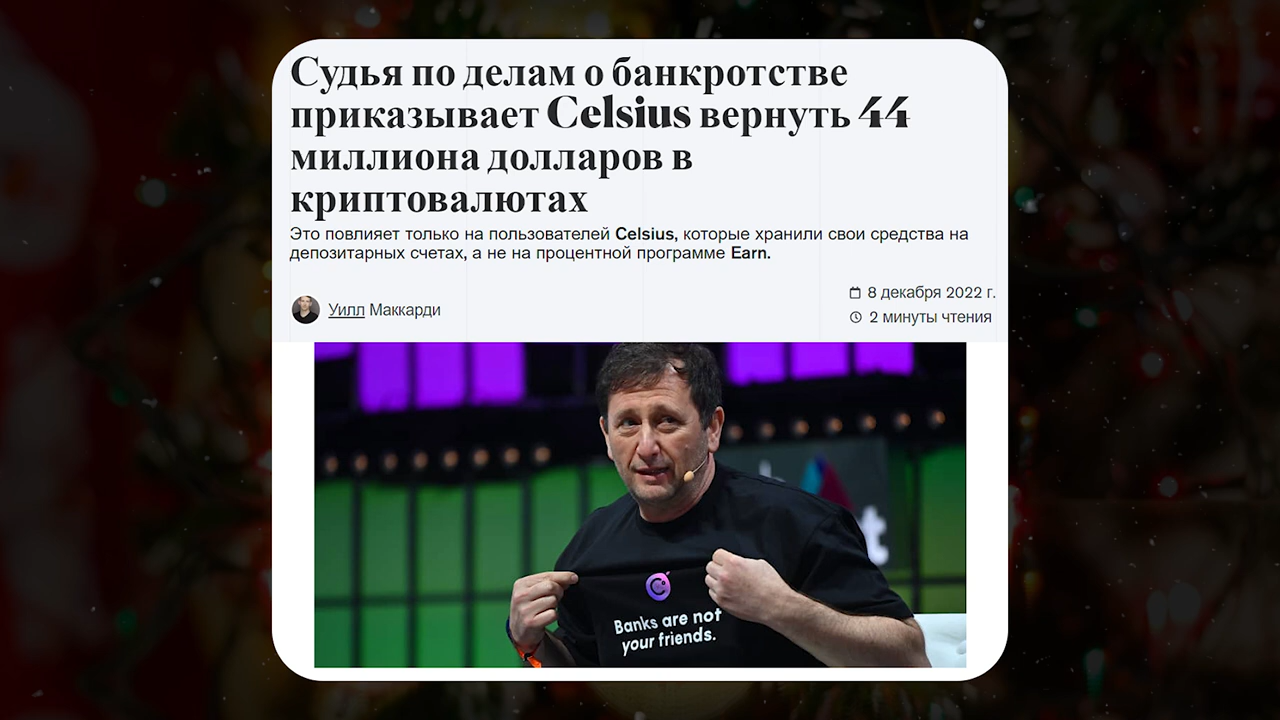 Судья по делам о банкротстве
приказывает Celsius вернуть 44
миллиона долларов в
криптовалютах
Это повлияет только на пользователей Celsius, которые хранили свои средства на
депозитарных счетах, а не на процентной программе Earn.
Уилл Маккарди
8 декабря 2022 г.
2 минуты чтения
Banks are not
your friends.